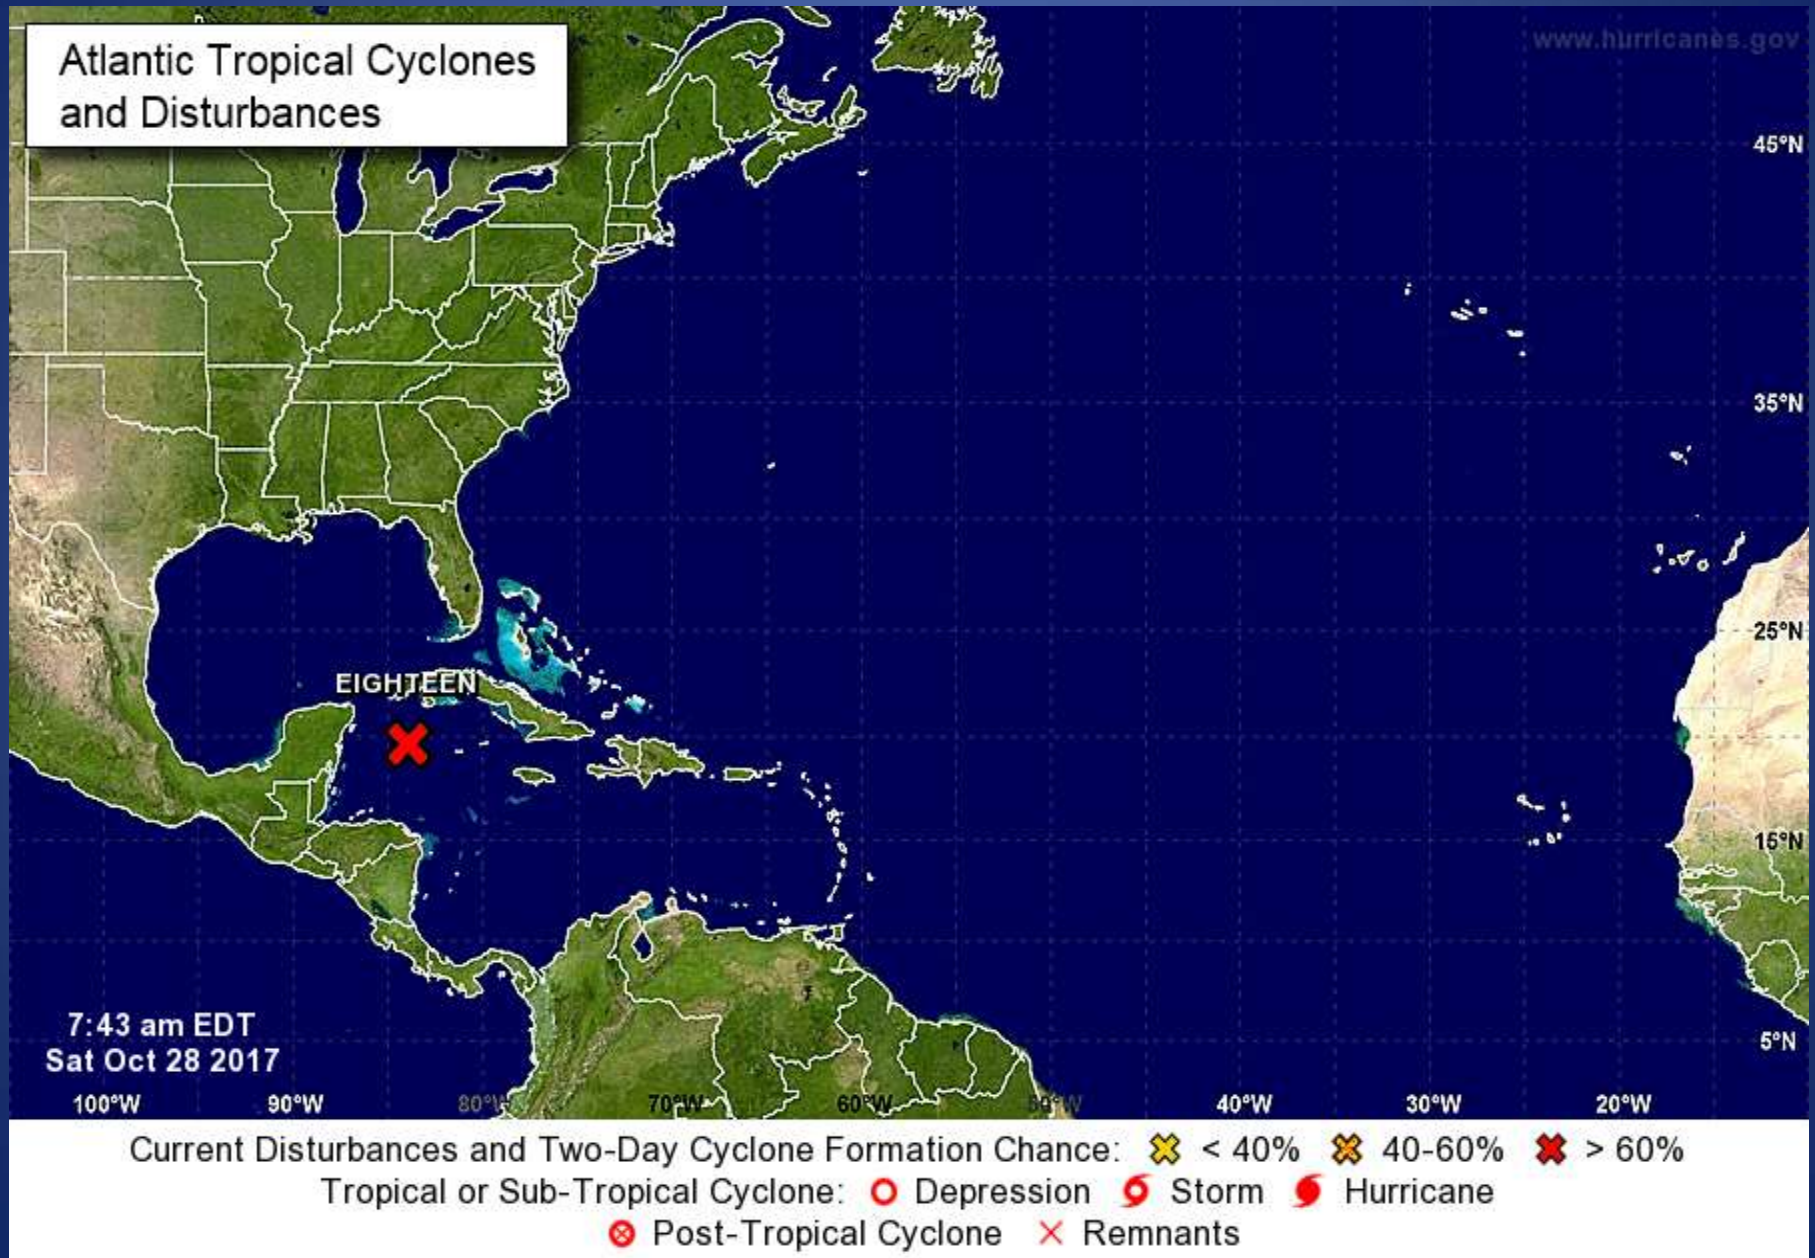 Atlantic Tropical Cyclones
and Disturbances
www.hurricanes.gov
45°N
35°N
25°N
EIGHTEEN
15°N
7:43 am EDT
Sat Oct 28 2017
5°N
100°W 90°W 80°W 70°W 60°W 50°W 40°W 30°W 20°W
Current Disturbances and Two-Day Cyclone Formation Chance: < 40% 40-60% > 60%
Tropical or Sub-Tropical Cyclone: Depression Storm Hurricane
Post-Tropical Cyclone Remnants